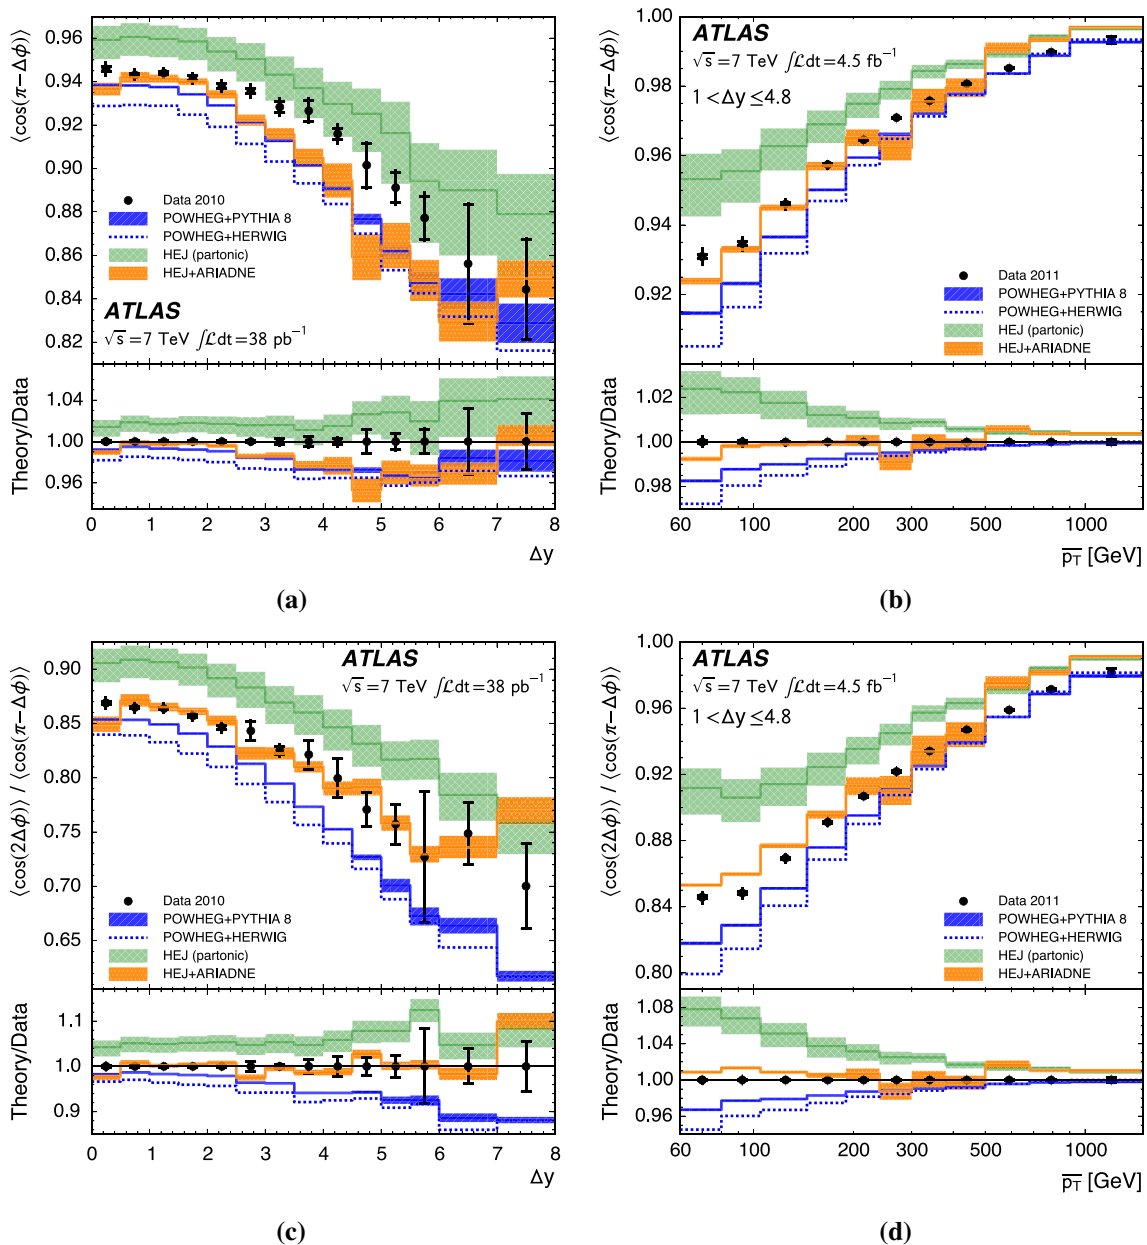 ⟨cos(π−Δϕ)⟩
0.96
0.94
0.92
0.90
0.88
0.86
0.84
0.82
Data 2010
POWHEG+PYTHIA 8
POWHEG+HERWIG
HEJ (partonic)
HEJ+ARIADNE
ATLAS
√s =7 TeV ∫ℒdt=38 pb⁻¹
Theory/Data
1.04
1.00
0.96
0 1 2 3 4 5 6 7 8
Δy
(a)
⟨cos(π−Δϕ)⟩
1.00
0.98
0.96
0.94
0.92
ATLAS
√s =7 TeV ∫ℒdt=4.5 fb⁻¹
1 <Δy ≤4.8
Data 2011
POWHEG+PYTHIA 8
POWHEG+HERWIG
HEJ (partonic)
HEJ+ARIADNE
Theory/Data
1.02
1.00
0.98
60 100 200 300 500 1000
p̅T̅ [GeV]
(b)
⟨cos(2Δϕ)⟩ / ⟨cos(π−Δϕ)⟩
0.90
0.85
0.80
0.75
0.70
0.65
ATLAS
√s =7 TeV ∫ℒdt=38 pb⁻¹
Data 2010
POWHEG+PYTHIA 8
POWHEG+HERWIG
HEJ (partonic)
HEJ+ARIADNE
Theory/Data
1.1
1.0
0.9
0 1 2 3 4 5 6 7 8
Δy
(c)
⟨cos(2Δϕ)⟩ / ⟨cos(π−Δϕ)⟩
1.00
0.96
0.92
0.88
0.84
0.80
ATLAS
√s =7 TeV ∫ℒdt=4.5 fb⁻¹
1 <Δy ≤4.8
Data 2011
POWHEG+PYTHIA 8
POWHEG+HERWIG
HEJ (partonic)
HEJ+ARIADNE
Theory/Data
1.08
1.04
1.00
0.96
60 100 200 300 500 1000
p̅T̅ [GeV]
(d)